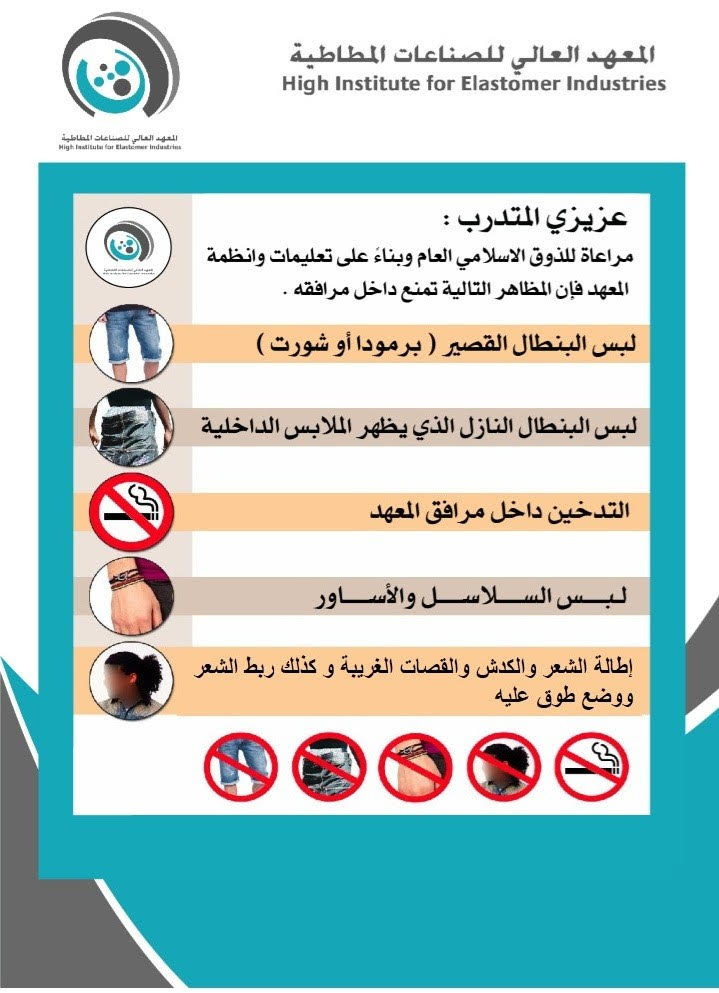 المعهد العالي للصناعات المطاطية
High Institute for Elastomer Industries
المعهد العالي للصناعات المطاطية
High Institute for Elastomer Industries
عزيزي المتدرب :
مراعاة للذوق الاسلامي العام وبناءً على تعليمات وانظمة
المعهد فإن المظاهر التالية تمنع داخل مرافقه .
لبس البنطال القصير ( برمودا أو شورت )
لبس البنطال النازل الذي يظهر الملابس الداخلية
التدخين داخل مرافق المعهد
لبـــس الســـلاســـل والأســـاور
إطالة الشعر والكدش والقصات الغريبة و كذلك ربط الشعر
ووضع طوق عليه